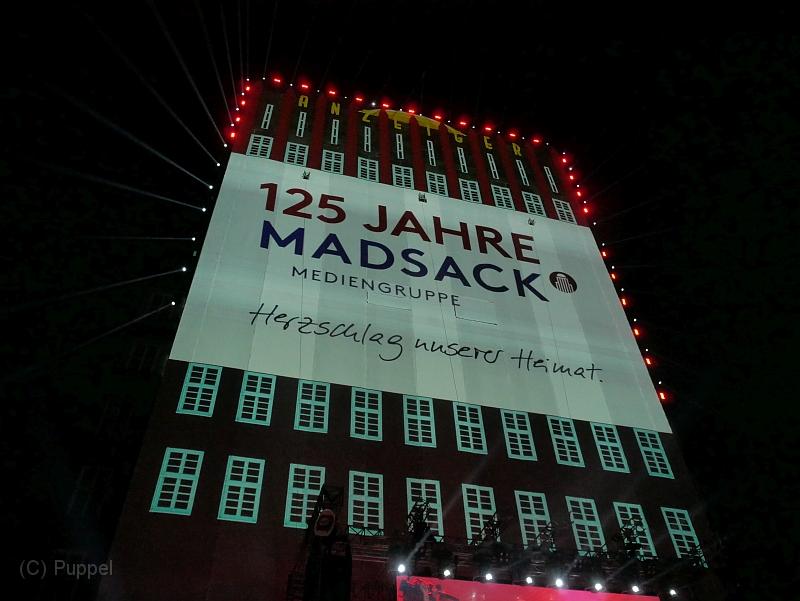 ANZEIGER
125 JAHRE
MADSACK
MEDIENGRUPPE
Herzschlag unserer Heimat.
(C) Puppel